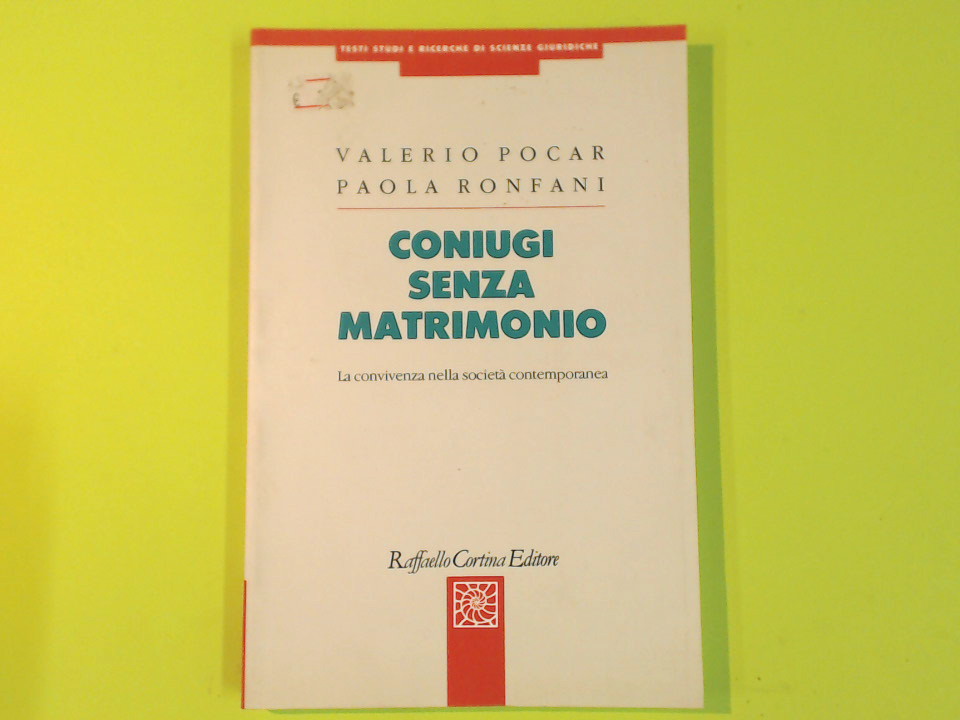 TESTI STUDI E RICERCHE DI SCIENZE GIURIDICHE
VALERIO POCAR
PAOLA RONFANI
CONIUGI
SENZA
MATRIMONIO
La convivenza nella società contemporanea
Raffaello Cortina Editore